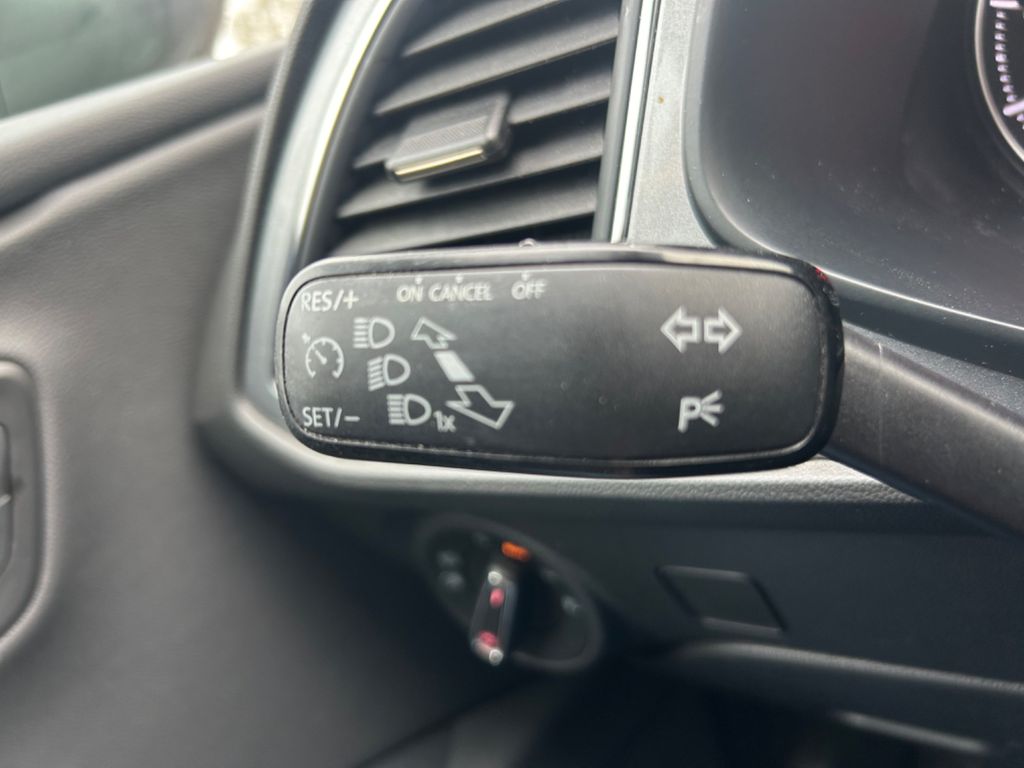 ON CANCEL OFF
RES/+
SET/-
1x
P